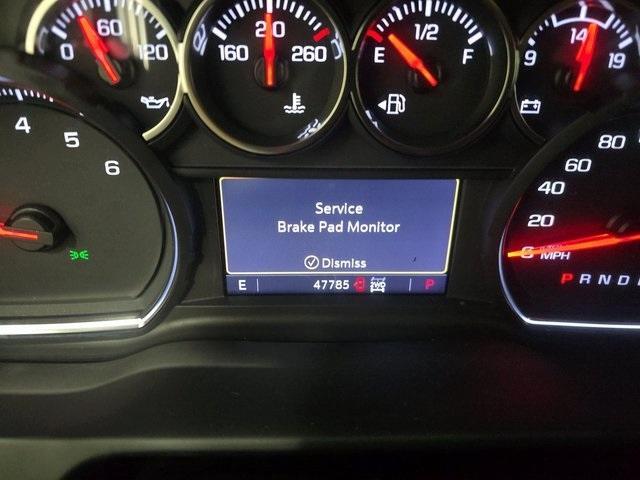 0 60 120
160 210 260
E 1/2 F
9 14 19
4 5 6
Service
Brake Pad Monitor
Dismiss
E 47785 2WD P
80
60
40
20
0 MPH
P R N D